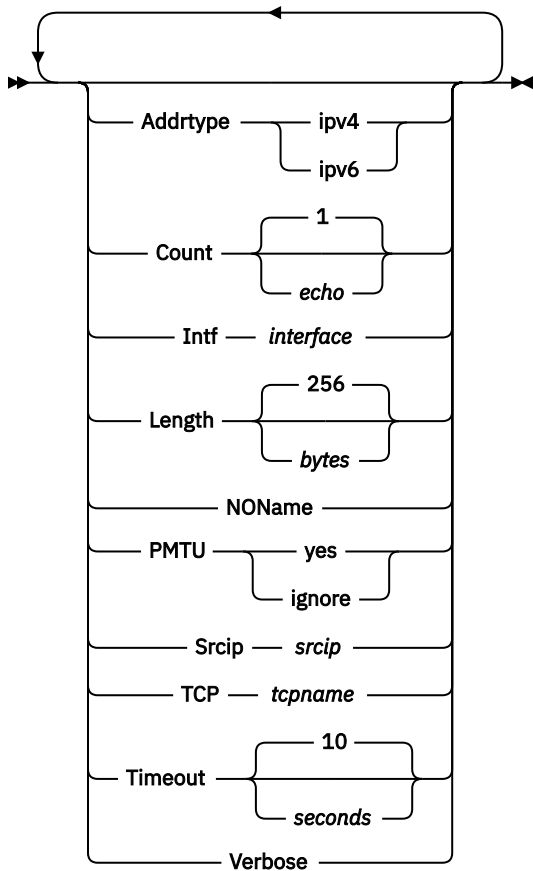 Addrtype ipv4
ipv6
1
Count
echo
Intf interface
256
Length
bytes
NOName
PMTU yes
ignore
Srcip srcip
TCP tcpname
10
Timeout
seconds
Verbose